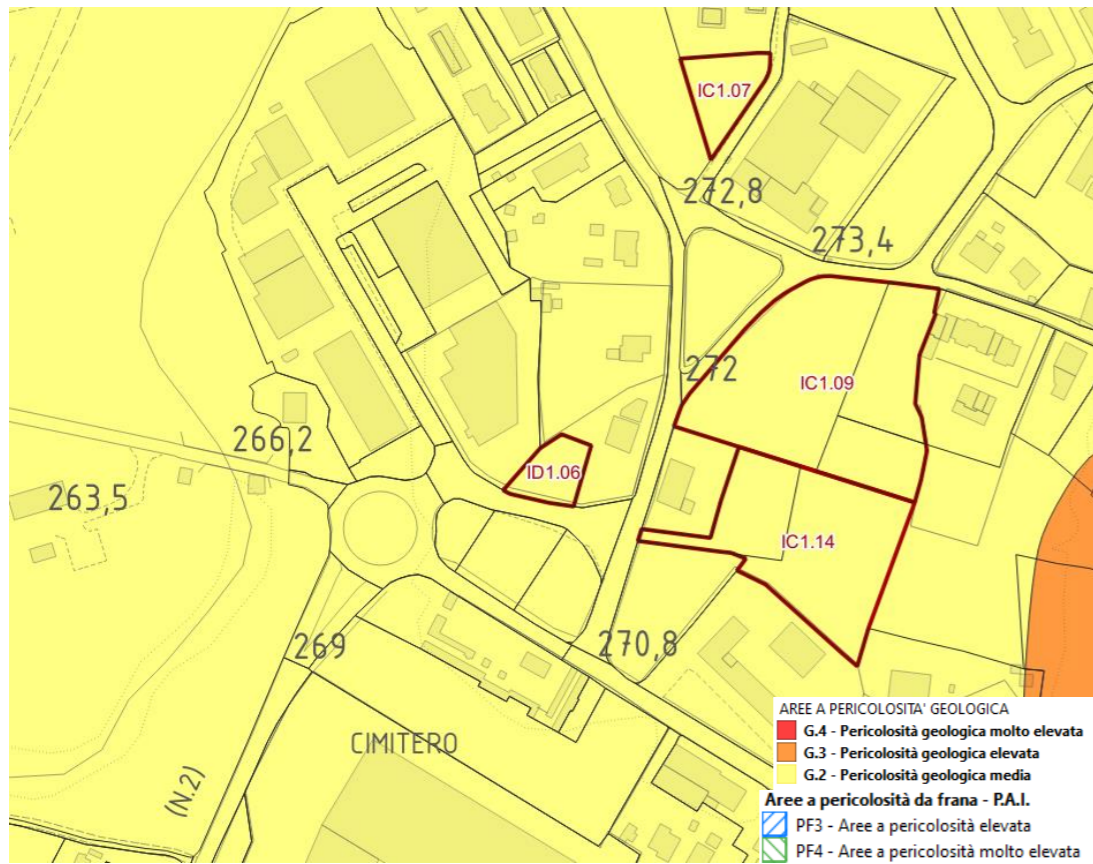 IC1.07
272,8
273,4
272
IC1.09
266,2
ID1.06
263,5
IC1.14
269
270,8
CIMITERO
(N.2)
AREE A PERICOLOSITA' GEOLOGICA
G.4 - Pericolosità geologica molto elevata
G.3 - Pericolosità geologica elevata
G.2 - Pericolosità geologica media
Aree a pericolosità da frana - P.A.I.
PF3 - Aree a pericolosità elevata
PF4 - Aree a pericolosità molto elevata